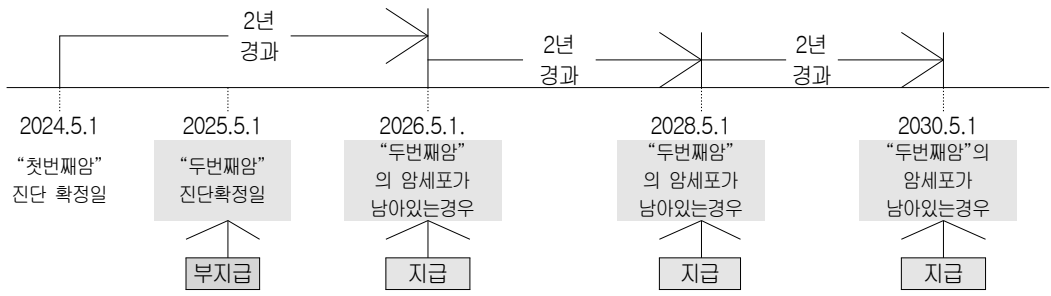 2년
경과
2년
경과
2년
경과
2024.5.1
2025.5.1
2026.5.1.
2028.5.1
2030.5.1
“첫번째암”
진단 확정일
“두번째암”
진단확정일
“두번째암”
의 암세포가
남아있는경우
“두번째암”
의 암세포가
남아있는경우
“두번째암”의
암세포가
남아있는경우
부지급
지급
지급
지급